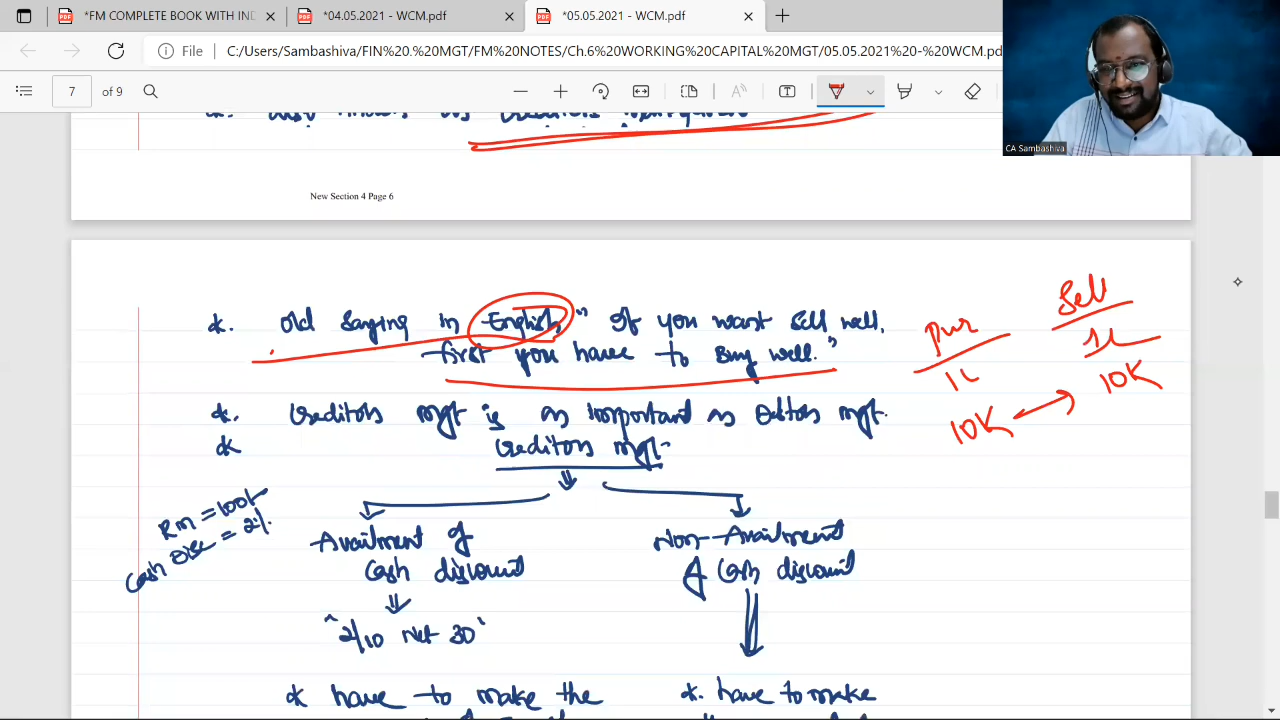 *FM COMPLETE BOOK WITH IND
*04.05.2021 - WCM.pdf
*05.05.2021 - WCM.pdf
File
C:/Users/Sambashiva/FIN%20.%20MGT/FM%20NOTES/Ch.6%20WORKING%20CAPITAL%20MGT/05.05.2021%20-%20WCM.pd
7 of 9
CA Sambashiva
New Section 4 Page 6
*. Old Saying in English "If you want Sell well,
first you have to Buy well."
Pur
1L
10K
Sell
1L
10K
*. Creditors mgt is as important as Debtors mgt.
* Creditors mgt
RM = 100/-
Cash Disc = 2%
Availment of
Cash discount
Non-Availment
of Cash discount
"2/10 Net 30"
* have to make the
*. have to make